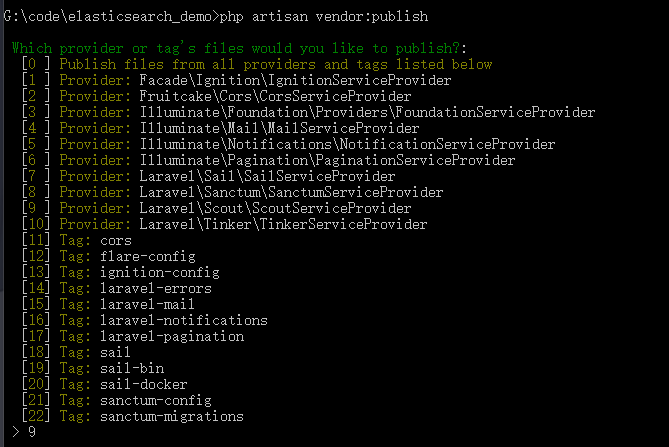 G:\code\elasticsearch_demo>php artisan vendor:publish
Which provider or tag's files would you like to publish?:
[0 ] Publish files from all providers and tags listed below
[1 ] Provider: Facade\Ignition\IgnitionServiceProvider
[2 ] Provider: Fruitcake\Cors\CorsServiceProvider
[3 ] Provider: Illuminate\Foundation\Providers\FoundationServiceProvider
[4 ] Provider: Illuminate\Mail\MailServiceProvider
[5 ] Provider: Illuminate\Notifications\NotificationServiceProvider
[6 ] Provider: Illuminate\Pagination\PaginationServiceProvider
[7 ] Provider: Laravel\Sail\SailServiceProvider
[8 ] Provider: Laravel\Sanctum\SanctumServiceProvider
[9 ] Provider: Laravel\Scout\ScoutServiceProvider
[10] Provider: Laravel\Tinker\TinkerServiceProvider
[11] Tag: cors
[12] Tag: flare-config
[13] Tag: ignition-config
[14] Tag: laravel-errors
[15] Tag: laravel-mail
[16] Tag: laravel-notifications
[17] Tag: laravel-pagination
[18] Tag: sail
[19] Tag: sail-bin
[20] Tag: sail-docker
[21] Tag: sanctum-config
[22] Tag: sanctum-migrations
> 9